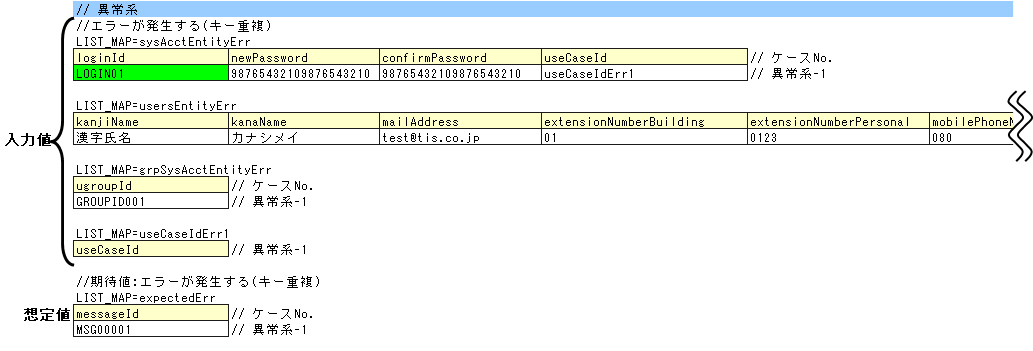 // 異常系
//エラーが発生する(キー重複)
LIST_MAP=sysAcctEntityErr
loginId newPassword confirmPassword useCaseId // ケースNo.
LOGIN01 98765432109876543210 98765432109876543210 useCaseIdErr1 // 異常系-1
LIST_MAP=usersEntityErr
kanjiName kanaName mailAddress extensionNumberBuilding extensionNumberPersonal mobilePhoneN
入力値
漢字氏名 カナシメイ test@tis.co.jp 01 0123 080
LIST_MAP=grpSysAcctEntityErr
ugroupId // ケースNo.
GROUPID001 // 異常系-1
LIST_MAP=useCaseIdErr1
useCaseId // 異常系-1
//期待値:エラーが発生する(キー重複)
LIST_MAP=expectedErr
想定値
messageId // ケースNo.
MSG00001 // 異常系-1